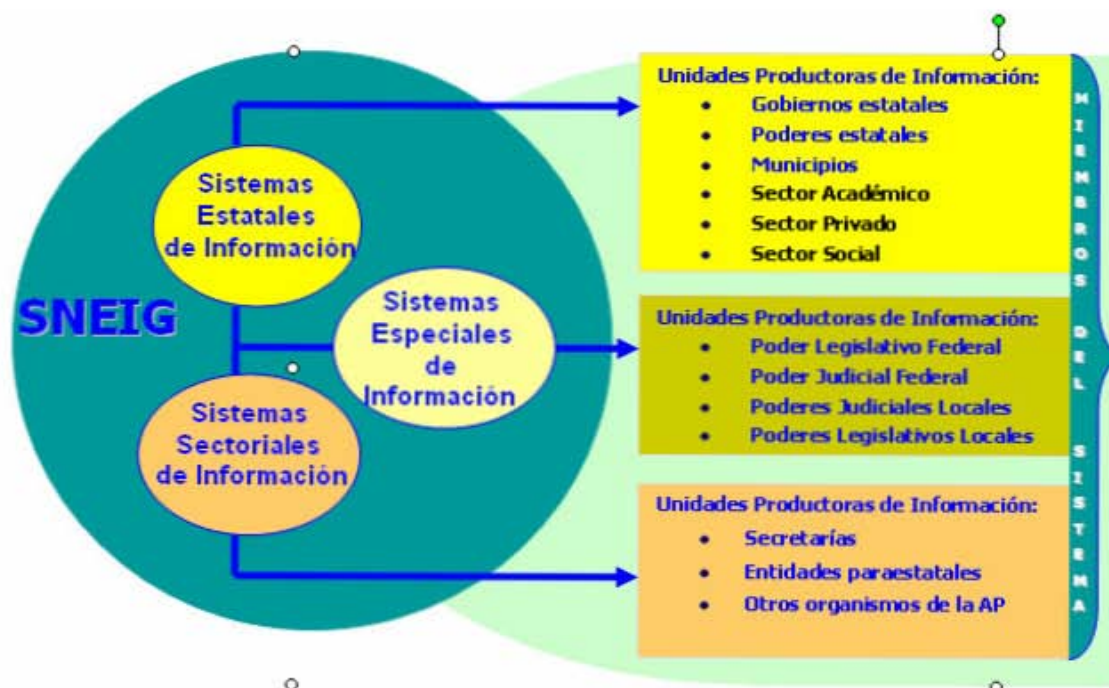 SNEIG
Sistemas
Estatales
de Información
Sistemas
Especiales
de
Información
Sistemas
Sectoriales
de Información
Unidades Productoras de Información:
• Gobiernos estatales
• Poderes estatales
• Municipios
• Sector Académico
• Sector Privado
• Sector Social
Unidades Productoras de Información:
• Poder Legislativo Federal
• Poder Judicial Federal
• Poderes Judiciales Locales
• Poderes Legislativos Locales
Unidades Productoras de Información:
• Secretarías
• Entidades paraestatales
• Otros organismos de la AP
MIEMBROS DEL SISTEMA